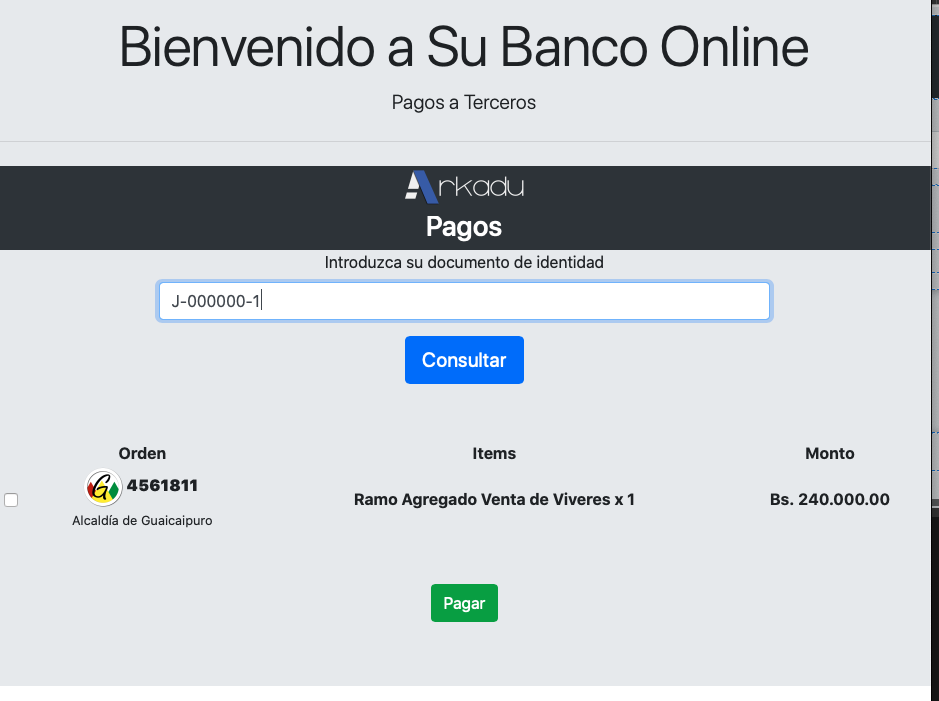 Bienvenido a Su Banco Online
Pagos a Terceros
Arkadu
Pagos
Introduzca su documento de identidad
J-000000-1
Consultar
Orden Items Monto
G 4561811
Alcaldía de Guaicaipuro
Ramo Agregado Venta de Viveres x 1
Bs. 240.000.00
Pagar